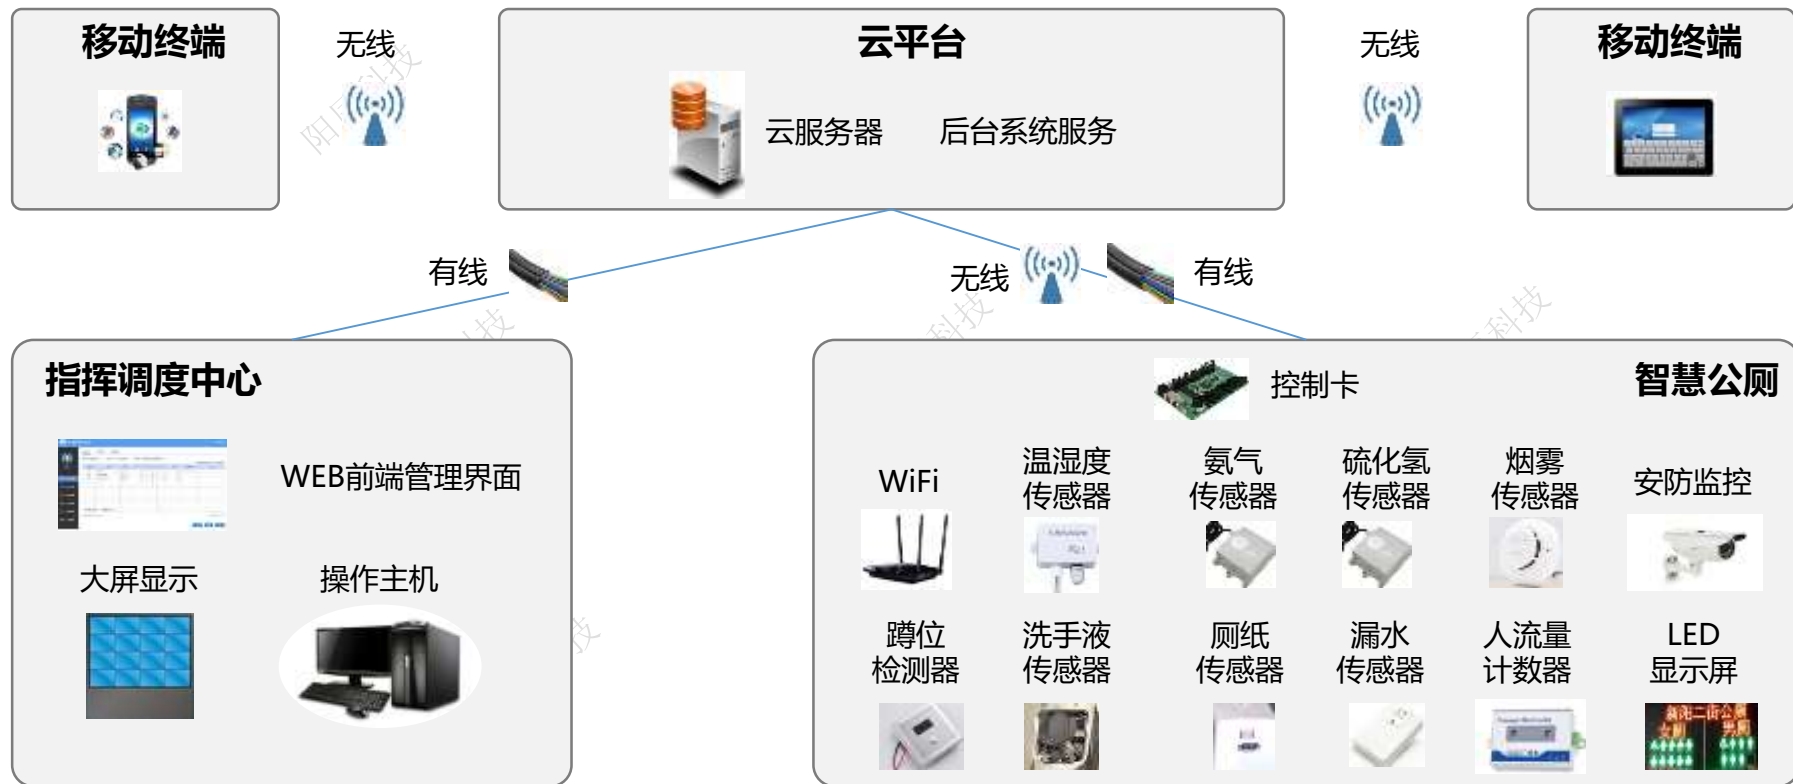 移动终端
无线
云平台
无线
移动终端
云服务器
后台系统服务
有线
无线
有线
指挥调度中心
控制卡
智慧公厕
WEB前端管理界面
WiFi
温湿度
传感器
氨气
传感器
硫化氢
传感器
烟雾
传感器
安防监控
大屏显示
操作主机
蹲位
检测器
洗手液
传感器
厕纸
传感器
漏水
传感器
人流量
计数器
LED
显示屏
女厕
男厕